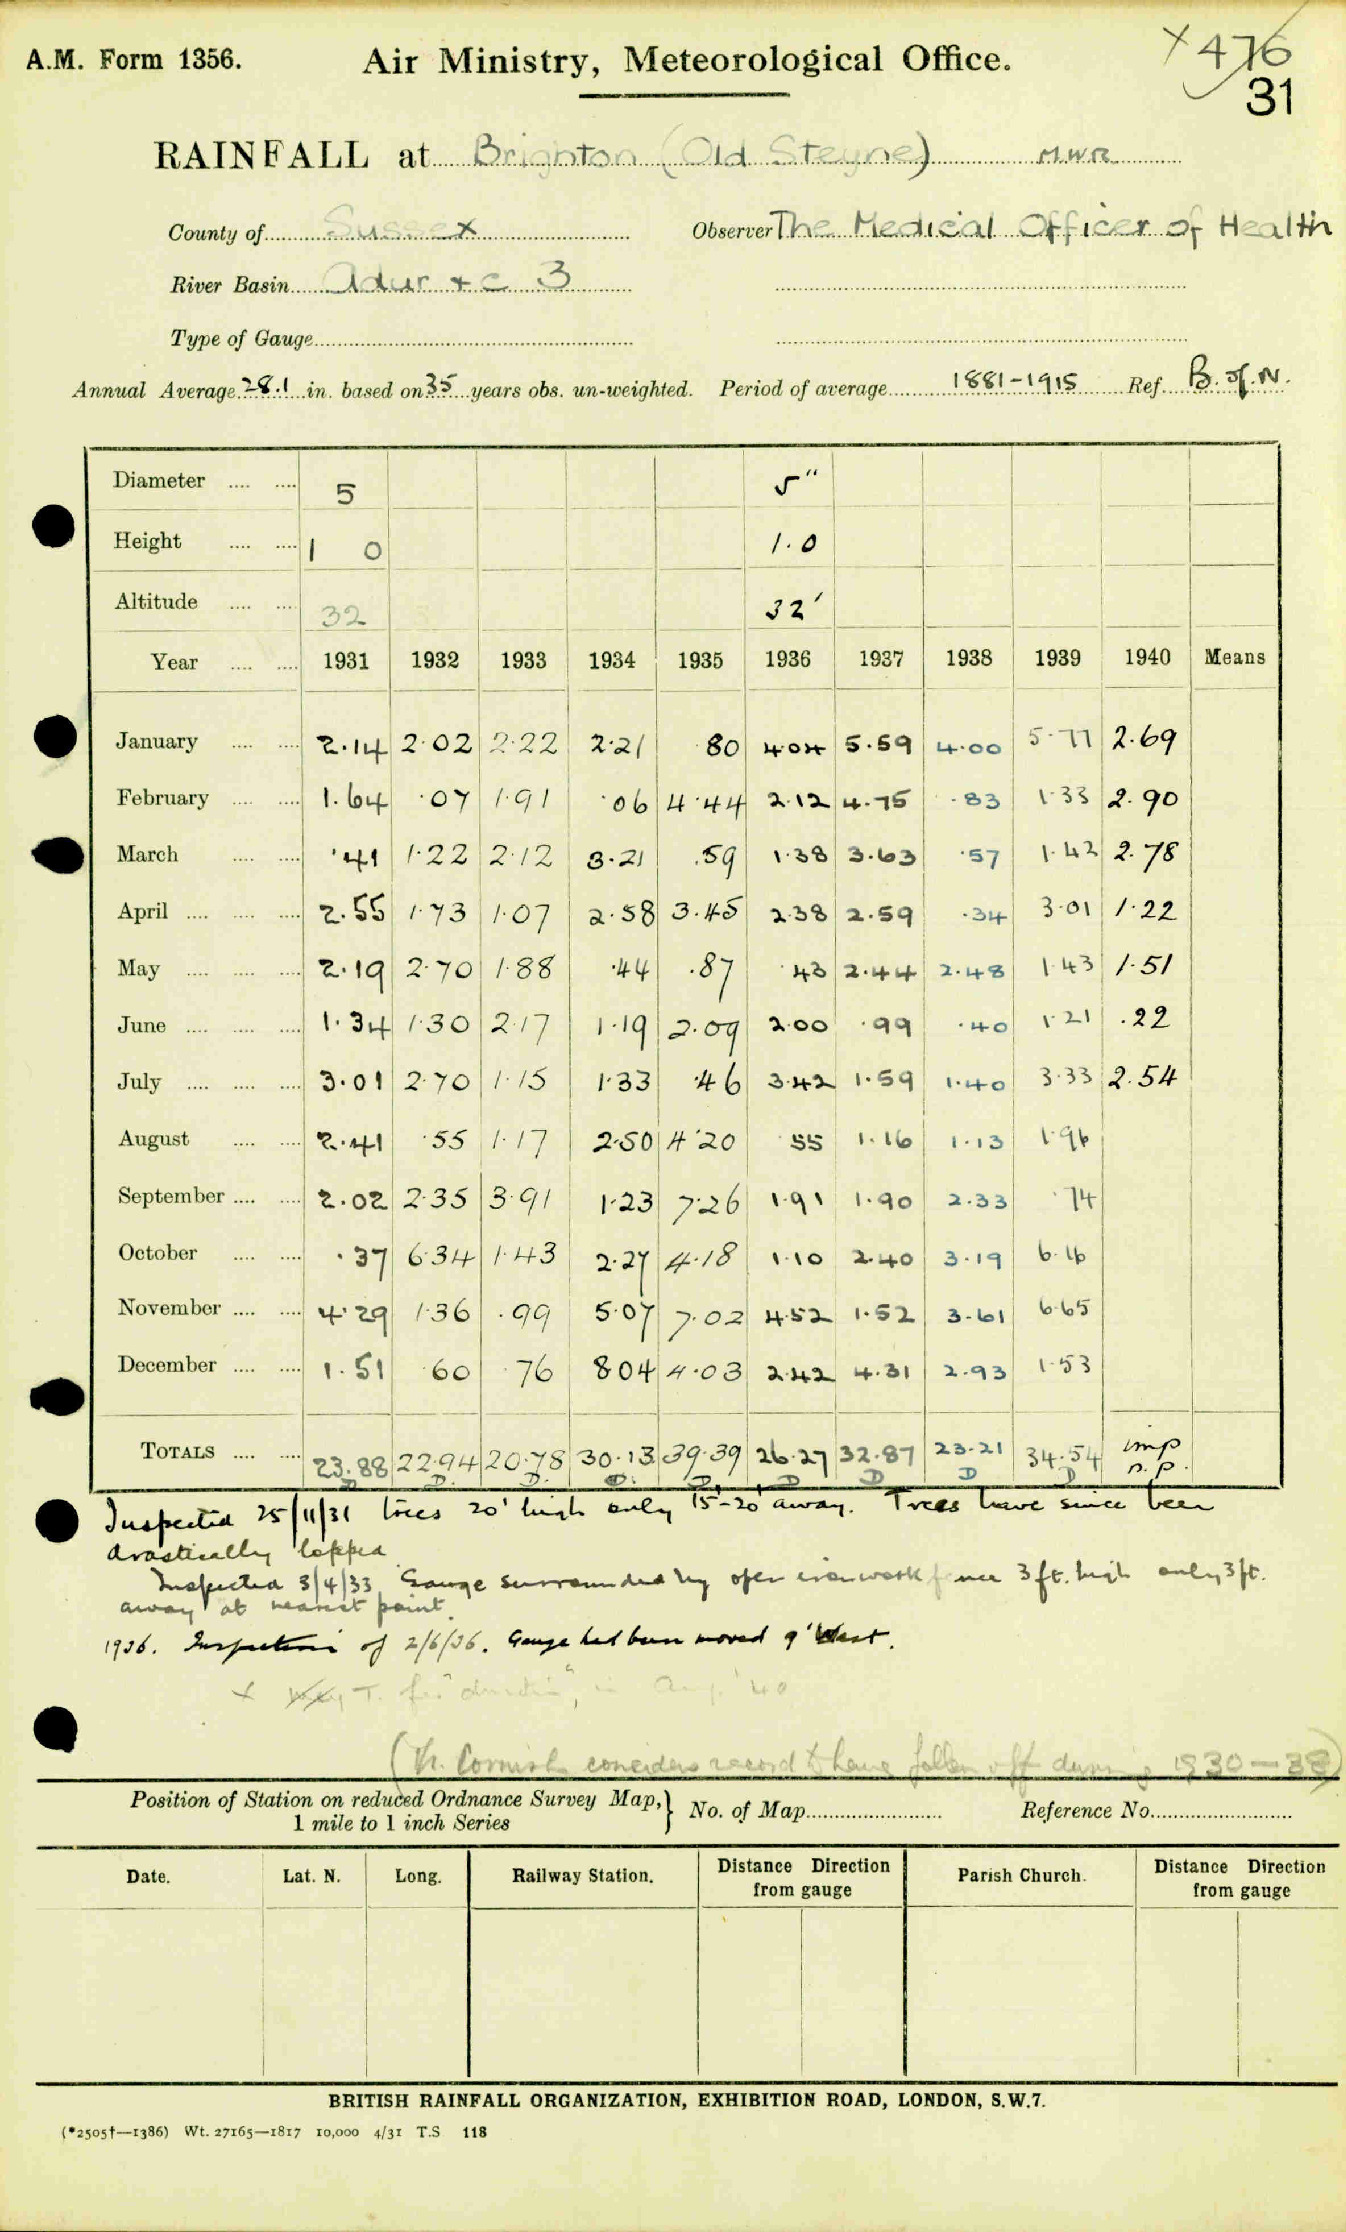 A.M. Form 1356. Air Ministry, Meteorological Office. X 476
31
RAINFALL at Brighton (Old Steyne) M.W.R
County of Sussex Observer The Medical Officer of Health
River Basin Adur + c 3
Type of Gauge
Annual Average 28.1 in. based on 35 years obs. un-weighted. Period of average 1881-1915 Ref. B. of N.
Diameter 5 5"
Height 1 0 1.0
Altitude 32 32'
Year 1931 1932 1933 1934 1935 1936 1937 1938 1939 1940 Means
January 2.14 2.02 2.22 2.21 80 4.04 5.59 4.00 5.77 2.69
February 1.64 .07 1.91 .06 4.44 2.12 4.75 .83 1.33 2.90
March .41 1.22 2.12 3.21 .59 1.38 3.63 .57 1.42 2.78
April 2.55 1.73 1.07 2.58 3.45 2.38 2.59 .34 3.01 1.22
May 2.19 2.70 1.88 .44 .87 43 2.44 2.48 1.43 1.51
June 1.34 1.30 2.17 1.19 2.09 2.00 .99 .40 1.21 .22
July 3.01 2.70 1.15 1.33 .46 3.42 1.59 1.40 3.33 2.54
August 2.41 .55 1.17 2.50 4.20 .55 1.16 1.13 1.96
September 2.02 2.35 3.91 1.23 7.26 1.91 1.90 2.33 .74
October .37 6.34 1.43 2.27 4.18 1.10 2.40 3.19 6.16
November 4.29 1.36 .99 5.07 7.02 4.52 1.52 3.61 6.65
December 1.51 60 .76 8.04 4.03 2.42 4.31 2.93 1.53
TOTALS 23.88 22.94 20.78 30.13 39.39 26.27 32.87 23.21 34.54 imp
D D. D. D. D. D D D D n.p.
Inspected 25/11/31 trees 20' high only 15'-20' away. Trees have since been
drastically lopped
Inspected 3/4/33 Gauge surrounded by open ironwork fence 3 ft. high only 3 ft.
away at nearest point.
1936. Inspection of 2/6/36. Gauge had been moved 9' West.
T. for "duration", in Aug. '40
(Mr. Cornish considers record to have fallen off during 1930-38)
Position of Station on reduced Ordnance Survey Map,} No. of Map Reference No.
1 mile to 1 inch Series
Date. Lat. N. Long. Railway Station. Distance Direction from gauge Parish Church. Distance Direction from gauge
BRITISH RAINFALL ORGANIZATION, EXHIBITION ROAD, LONDON, S.W.7.
(*2505†—1386) Wt. 27165—1817 10,000 4/31 T.S 118